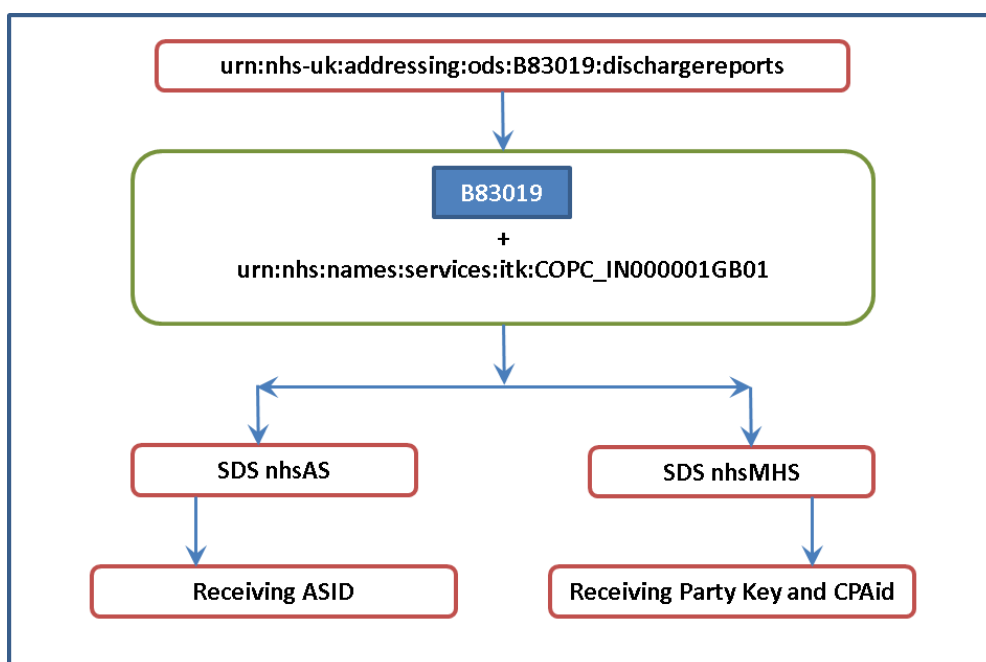 urn:nhs-uk:addressing:ods:B83019:dischargereports
B83019
+
urn:nhs:names:services:itk:COPC_IN000001GB01
SDS nhsAS
SDS nhsMHS
Receiving ASID
Receiving Party Key and CPAid